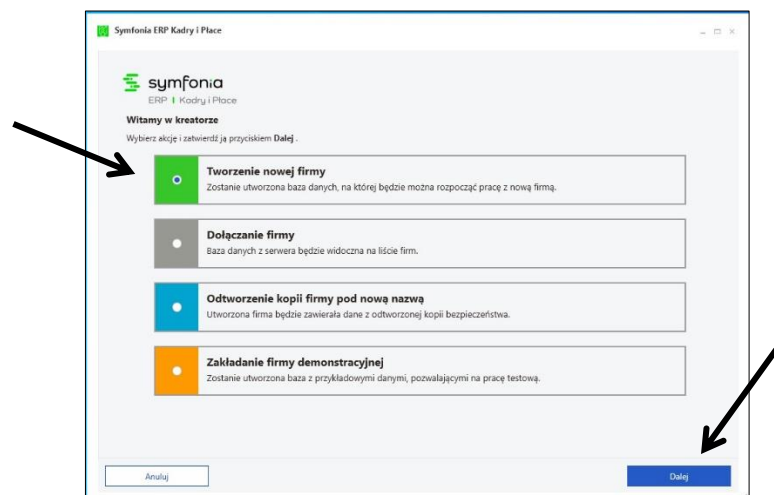 Symfonia ERP Kadry i Płace
symfonia
ERP | Kadry i Płace
Witamy w kreatorze
Wybierz akcję i zatwierdź ją przyciskiem Dalej .
Tworzenie nowej firmy
Zostanie utworzona baza danych, na której będzie można rozpocząć pracę z nową firmą.
Dołączanie firmy
Baza danych z serwera będzie widoczna na liście firm.
Odtworzenie kopii firmy pod nową nazwą
Utworzona firma będzie zawierała dane z odtworzonej kopii bezpieczeństwa.
Zakładanie firmy demonstracyjnej
Zostanie utworzona baza z przykładowymi danymi, pozwalającymi na pracę testową.
Anuluj
Dalej